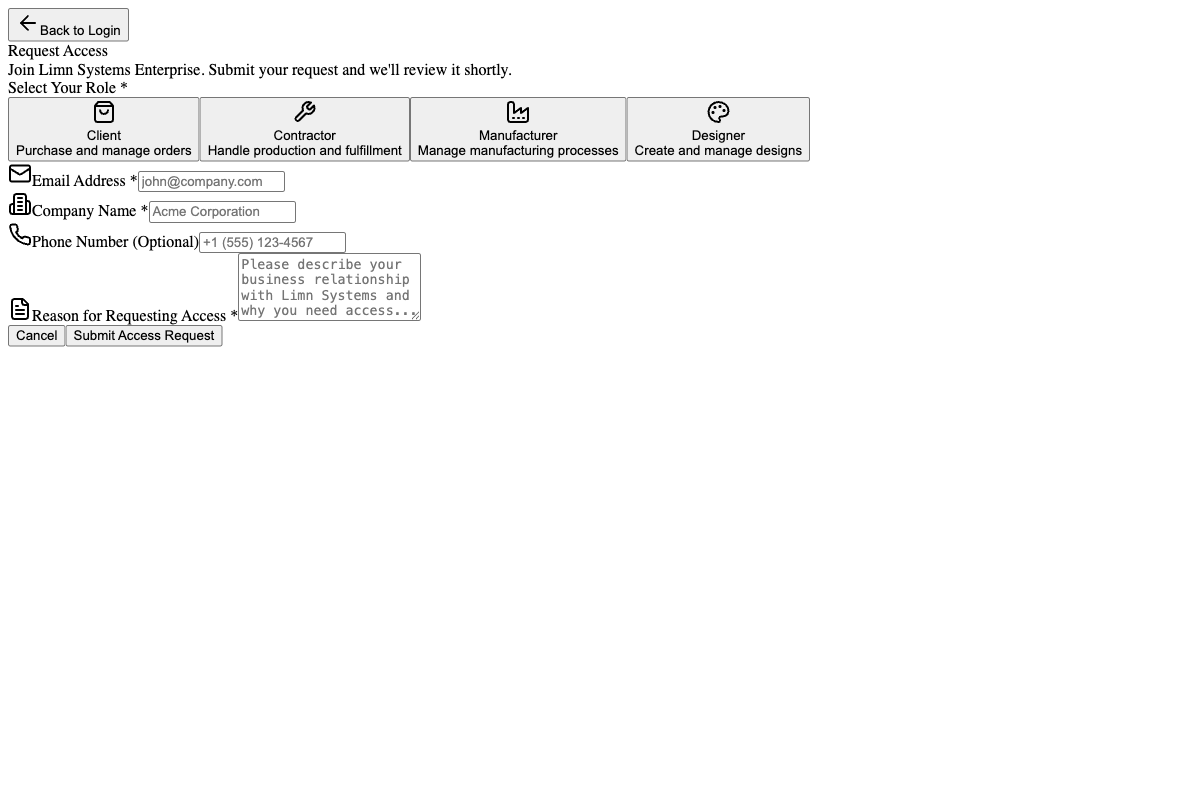 Back to Login
Request Access
Join Limn Systems Enterprise. Submit your request and we'll review it shortly.
Select Your Role *
Client
Purchase and manage orders
Contractor
Handle production and fulfillment
Manufacturer
Manage manufacturing processes
Designer
Create and manage designs
Email Address * john@company.com
Company Name * Acme Corporation
Phone Number (Optional) +1 (555) 123-4567
Reason for Requesting Access *
Please describe your
business relationship
with Limn Systems and
why you need access...
Cancel Submit Access Request